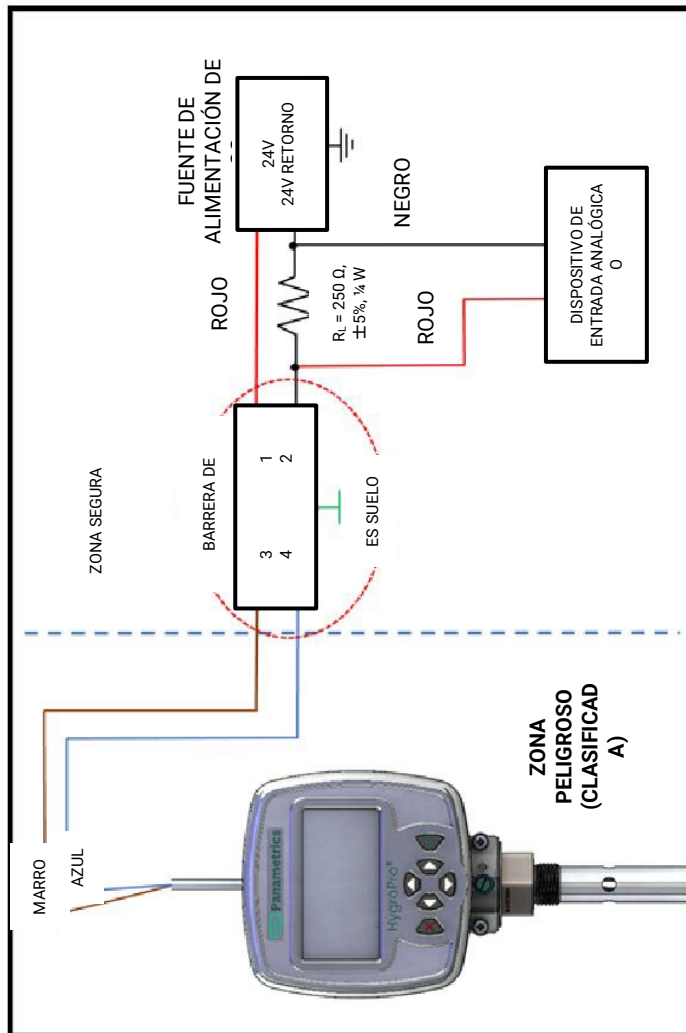 FUENTE DE
ALIMENTACIÓN DE
24V
24V RETORNO
ROJO
NEGRO
R_L = 250 Ω,
±5%, ¼ W
ROJO
DISPOSITIVO DE
ENTRADA ANALÓGICA
O
ZONA SEGURA
BARRERA DE
3 1
4 2
ES SUELO
MARRO
AZUL
Panametrics
HygroPro®
ZONA
PELIGROSO
(CLASIFICAD
A)